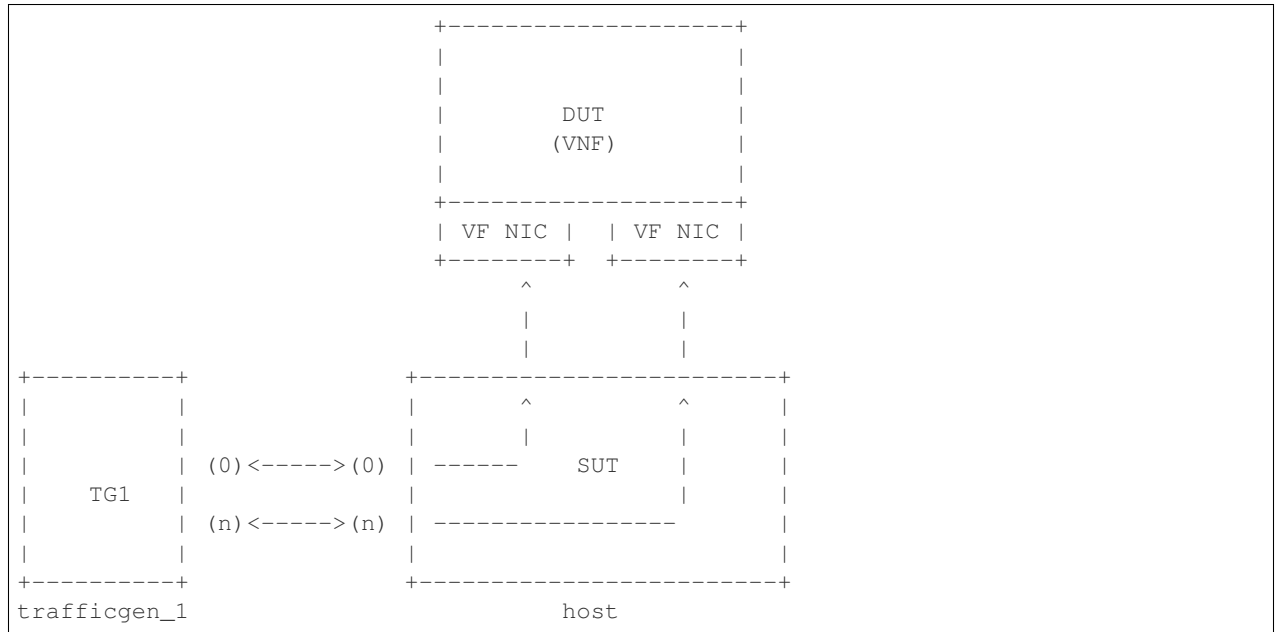 +--------------------+
|                    |
|                    |
|        DUT         |
|       (VNF)        |
|                    |
+--------------------+
| VF NIC |  | VF NIC |
+--------+  +--------+
^          ^
|          |
|          |
+----------+               +-------------------------+
|          |               |       ^          ^      |
|          |               |       |          |      |
|          | (0)<----->(0) | ------    SUT    |      |
|    TG1   |               |                  |      |
|          | (n)<----->(n) | -----------------       |
|          |               |                         |
+----------+               +-------------------------+
trafficgen_1                          host